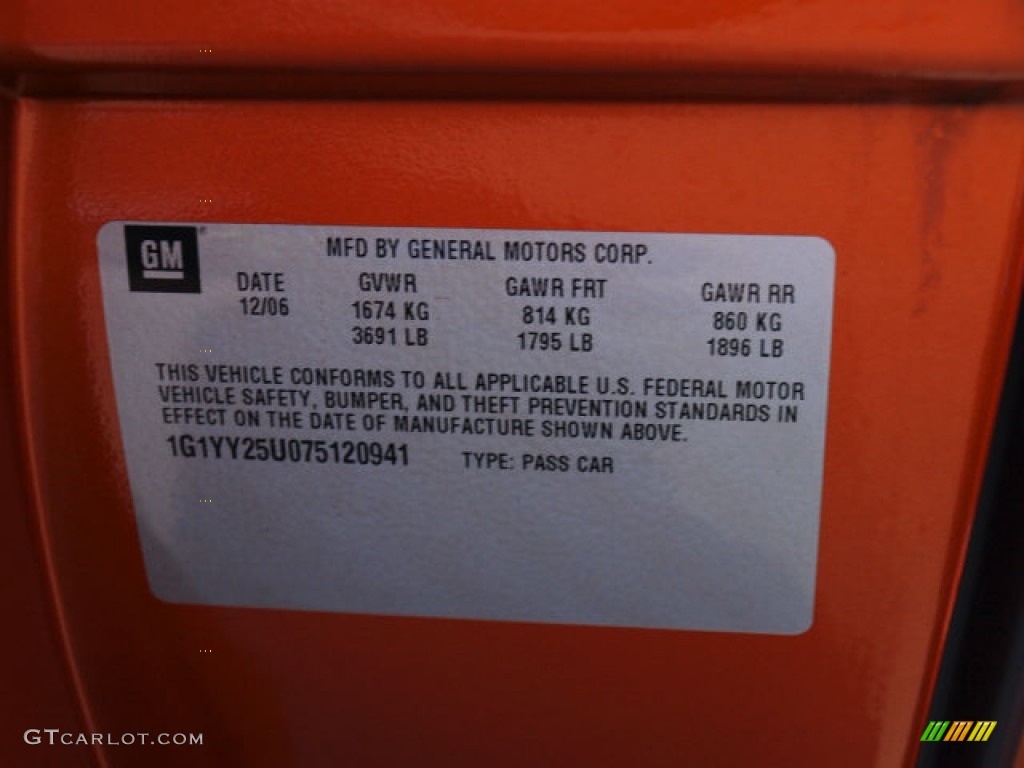 GM
MFD BY GENERAL MOTORS CORP.
DATE GVWR GAWR FRT GAWR RR
12/06 1674 KG 814 KG 860 KG
3691 LB 1795 LB 1896 LB
THIS VEHICLE CONFORMS TO ALL APPLICABLE U.S. FEDERAL MOTOR
VEHICLE SAFETY, BUMPER, AND THEFT PREVENTION STANDARDS IN
EFFECT ON THE DATE OF MANUFACTURE SHOWN ABOVE.
1G1YY25U075120941 TYPE: PASS CAR
GTCARLOT.COM